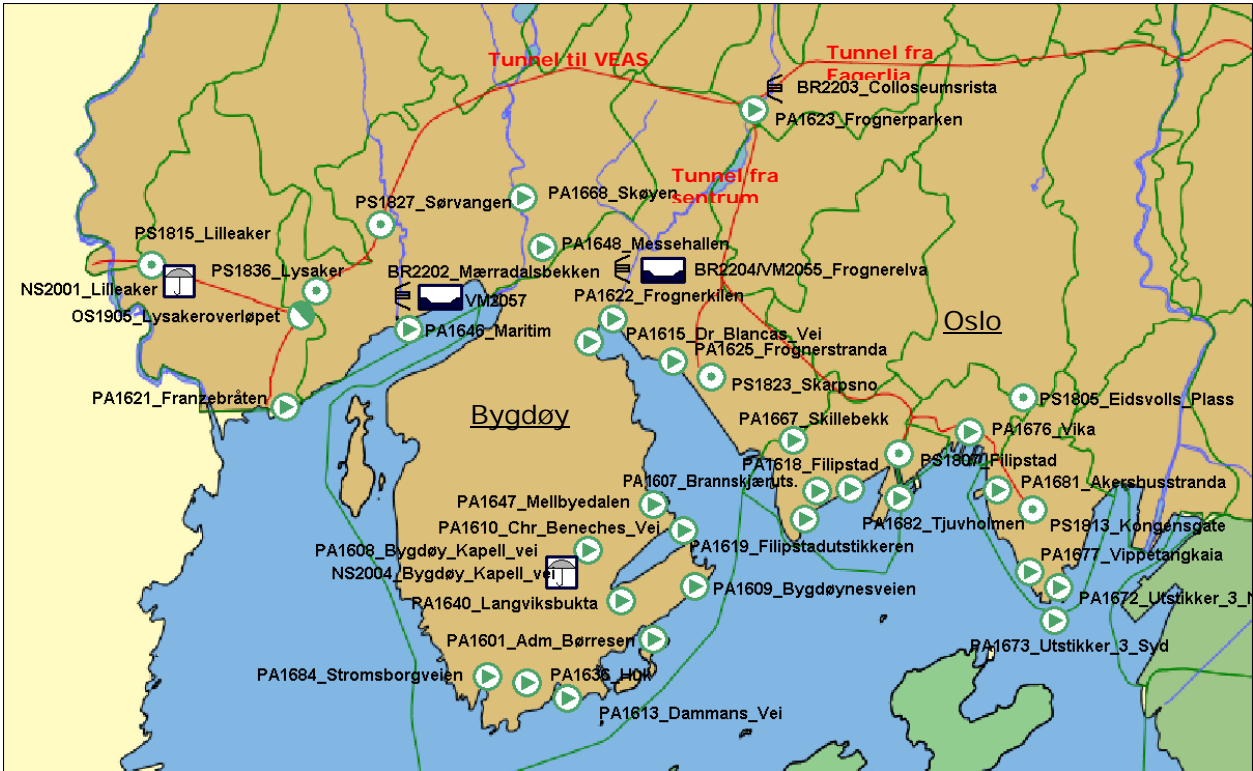 Tunnel til VEAS
Tunnel fra
Fagerlia
BR2203_Colloseumsrista
PA1623_Frognerparken
Tunnel fra
sentrum
PA1668_Skøyen
PS1827_Sørvangen
PS1815_Lilleaker
PA1648_Messehallen
PS1836_Lysaker
BR2202_Mærradalsbekken
BR2204/VM2055_Frognerelva
NS2001_Lilleaker
VM2057
PA1622_Frognerkilen
OS1905_Lysakeroverløpet
PA1646_Maritim
PA1615_Dr_Blancas_Vei
Oslo
PA1625_Frognerstranda
PS1823_Skarpsno
PA1621_Franzebråten
PS1805_Eidsvolls_Plass
Bygdøy
PA1667_Skillebekk
PA1676_Vika
PA1618_Filipstad
PS1807_Filipstad
PA1607_Brannskjæruts.
PA1681_Akershusstranda
PA1647_Mellbyedalen
PA1682_Tjuvholmen
PS1813_Kongensgate
PA1610_Chr_Beneches_Vei
PA1619_Filipstadutstikkeren
PA1608_Bygdøy_Kapell_vei
PA1677_Vippetangkaia
NS2004_Bygdøy_Kapell_vei
PA1609_Bygdøynesveien
PA1672_Utstikker_3_N
PA1640_Langviksbukta
PA1601_Adm_Børresen
PA1673_Utstikker_3_Syd
PA1684_Stromsborgveien
PA1636_Huk
PA1613_Dammans_Vei